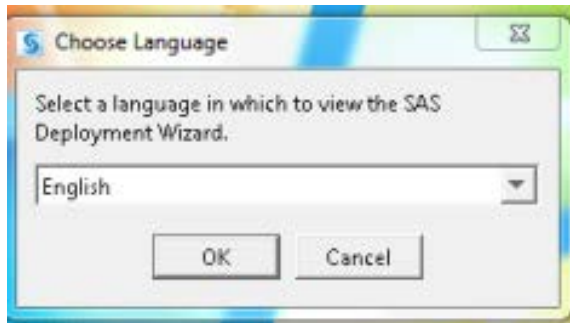 Choose Language
Select a language in which to view the SAS
Deployment Wizard.
English
OK Cancel